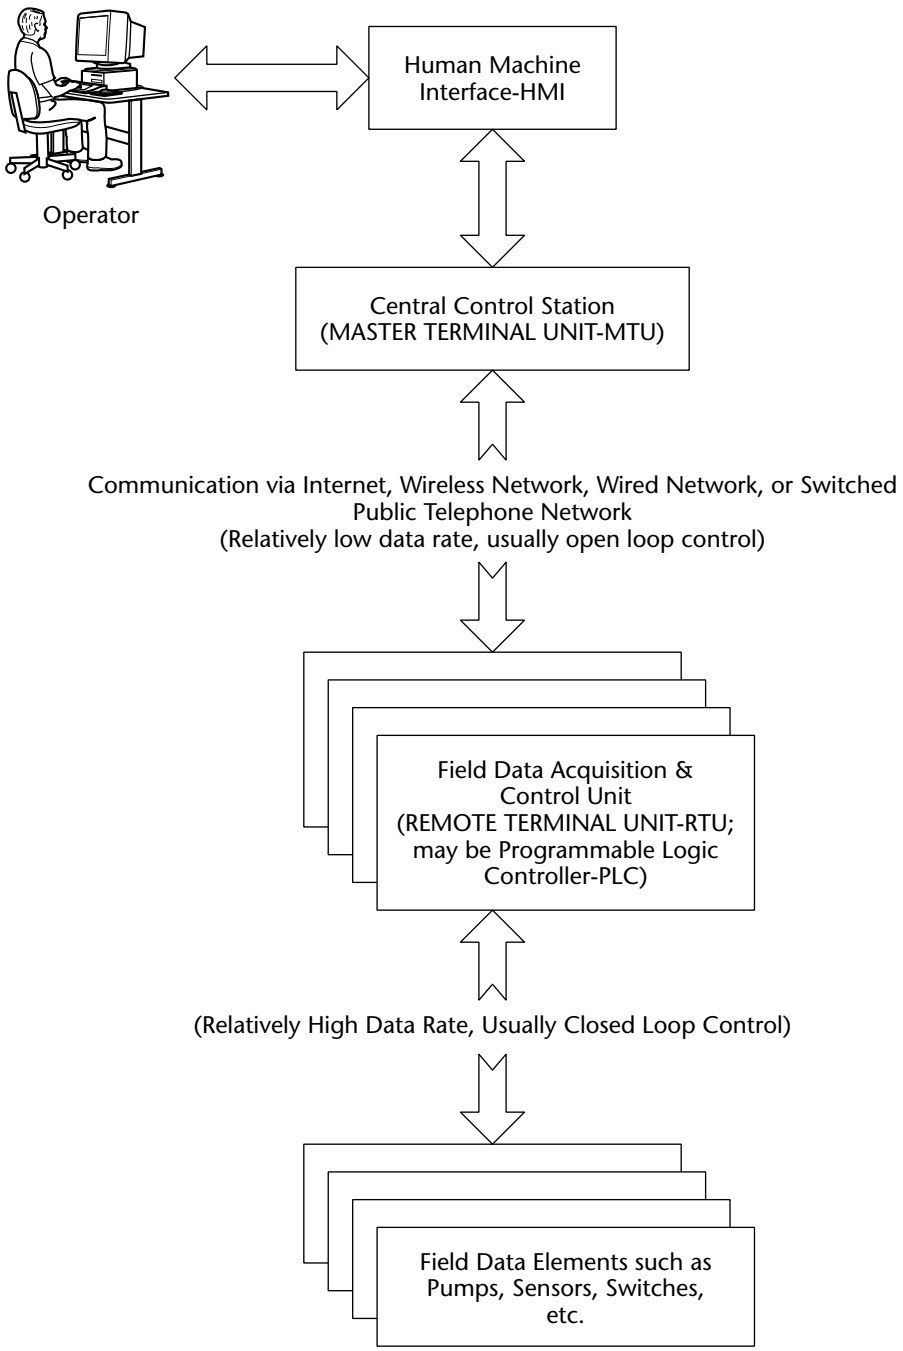 Human Machine
Interface-HMI
Operator
Central Control Station
(MASTER TERMINAL UNIT-MTU)
Communication via Internet, Wireless Network, Wired Network, or Switched
Public Telephone Network
(Relatively low data rate, usually open loop control)
Field Data Acquisition &
Control Unit
(REMOTE TERMINAL UNIT-RTU;
may be Programmable Logic
Controller-PLC)
(Relatively High Data Rate, Usually Closed Loop Control)
Field Data Elements such as
Pumps, Sensors, Switches,
etc.